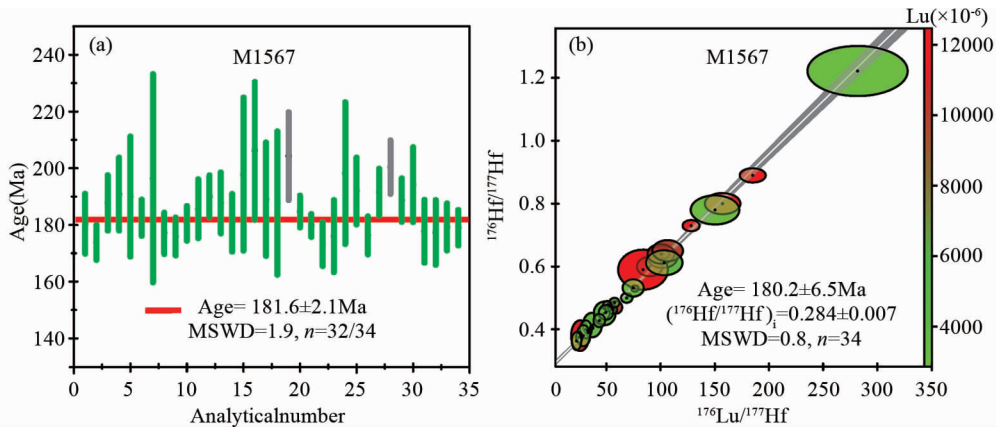 (a)
M1567
Age(Ma)
240
220
200
180
160
140
Age= 181.6±2.1Ma
MSWD=1.9, n=32/34
0 5 10 15 20 25 30 35
Analyticalnumber
(b)
M1567
Lu(×10⁻⁶)
12000
10000
8000
6000
4000
¹⁷⁶Hf/¹⁷⁷Hf
1.2
1.0
0.8
0.6
0.4
Age= 180.2±6.5Ma
(¹⁷⁶Hf/¹⁷⁷Hf)ᵢ=0.284±0.007
MSWD=0.8, n=34
0 50 100 150 200 250 300 350
¹⁷⁶Lu/¹⁷⁷Hf